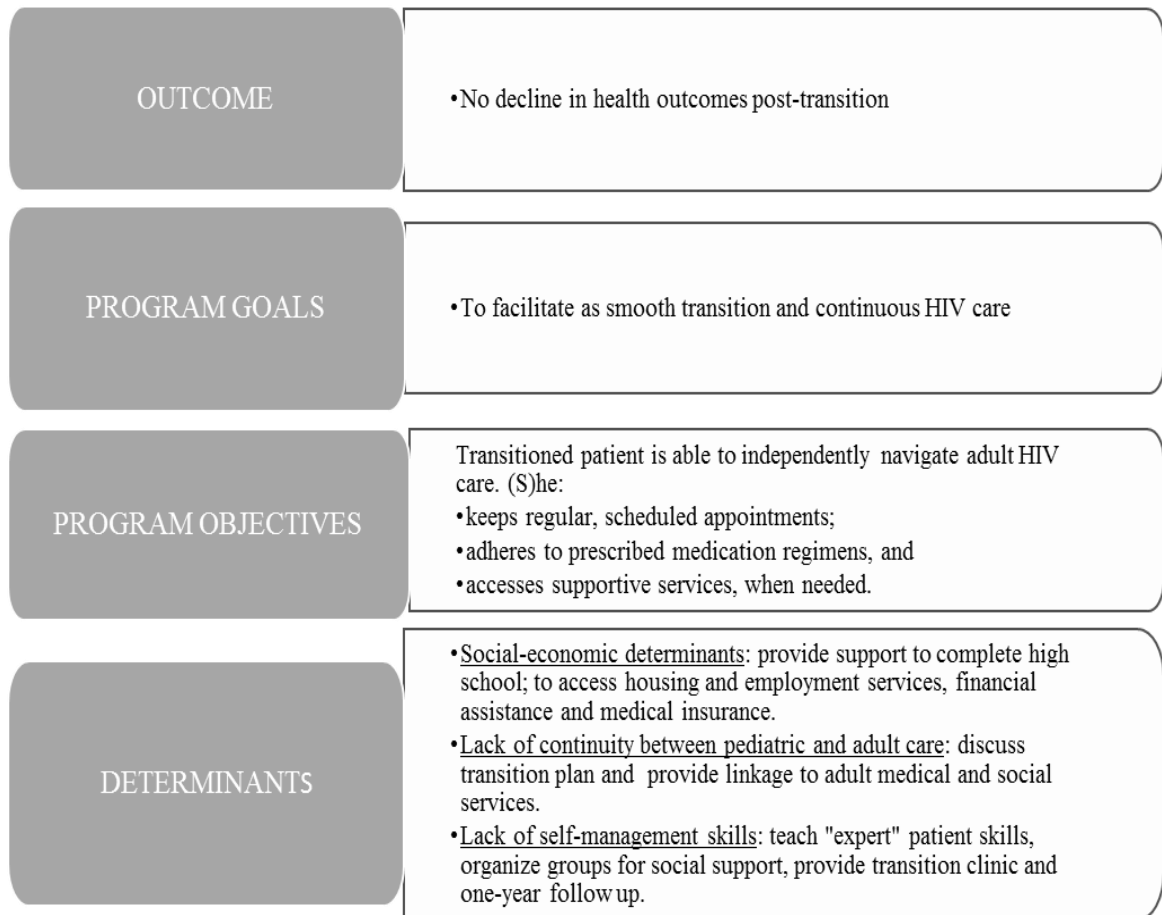 OUTCOME
•No decline in health outcomes post-transition
PROGRAM GOALS
•To facilitate as smooth transition and continuous HIV care
PROGRAM OBJECTIVES
Transitioned patient is able to independently navigate adult HIV
care. (S)he:
•keeps regular, scheduled appointments;
•adheres to prescribed medication regimens, and
•accesses supportive services, when needed.
DETERMINANTS
•Social-economic determinants: provide support to complete high
school; to access housing and employment services, financial
assistance and medical insurance.
•Lack of continuity between pediatric and adult care: discuss
transition plan and provide linkage to adult medical and social
services.
•Lack of self-management skills: teach "expert" patient skills,
organize groups for social support, provide transition clinic and
one-year follow up.